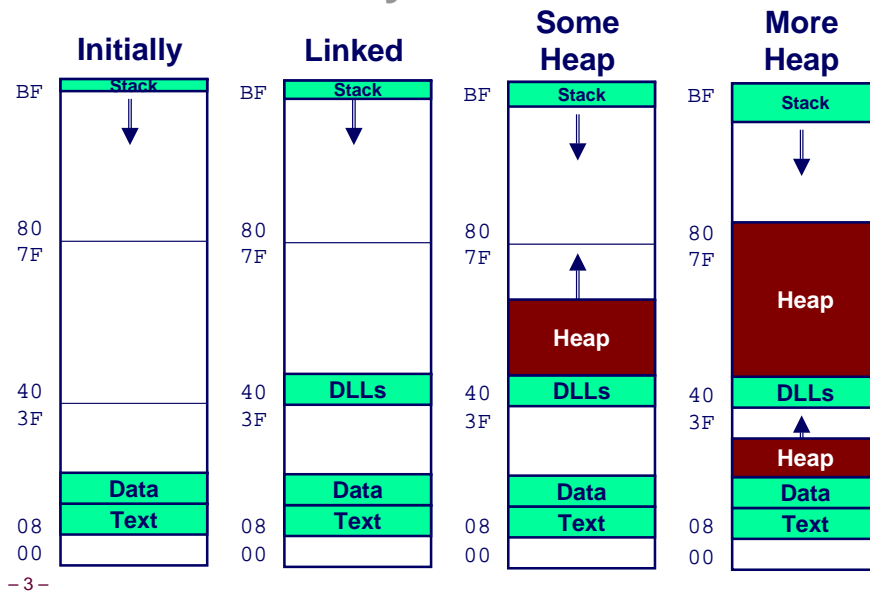 Initially
BF
Stack
80
7F
40
3F
Data
Text
08
00
Linked
BF
Stack
80
7F
40
DLLs
3F
Data
Text
08
00
Some
Heap
BF
Stack
80
7F
Heap
40
DLLs
3F
Data
Text
08
00
More
Heap
BF
Stack
80
7F
Heap
40
DLLs
3F
Heap
Data
Text
08
00
– 3 –